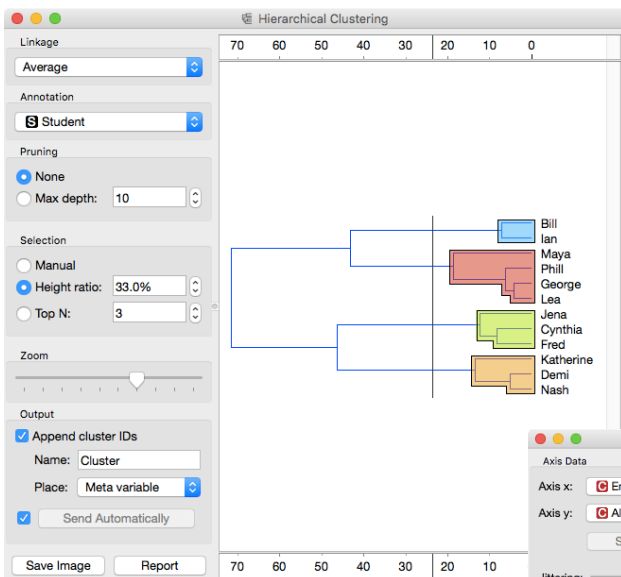 Hierarchical Clustering
Linkage
Average
Annotation
S Student
Pruning
None
Max depth: 10
Selection
Manual
Height ratio: 33.0%
Top N: 3
Zoom
Output
Append cluster IDs
Name: Cluster
Place: Meta variable
Send Automatically
Save Image Report
70 60 50 40 30 20 10 0
Bill
Ian
Maya
Phill
George
Lea
Jena
Cynthia
Fred
Katherine
Demi
Nash
70 60 50 40 30 20 10
Axis Data
Axis x: C
Axis y: C